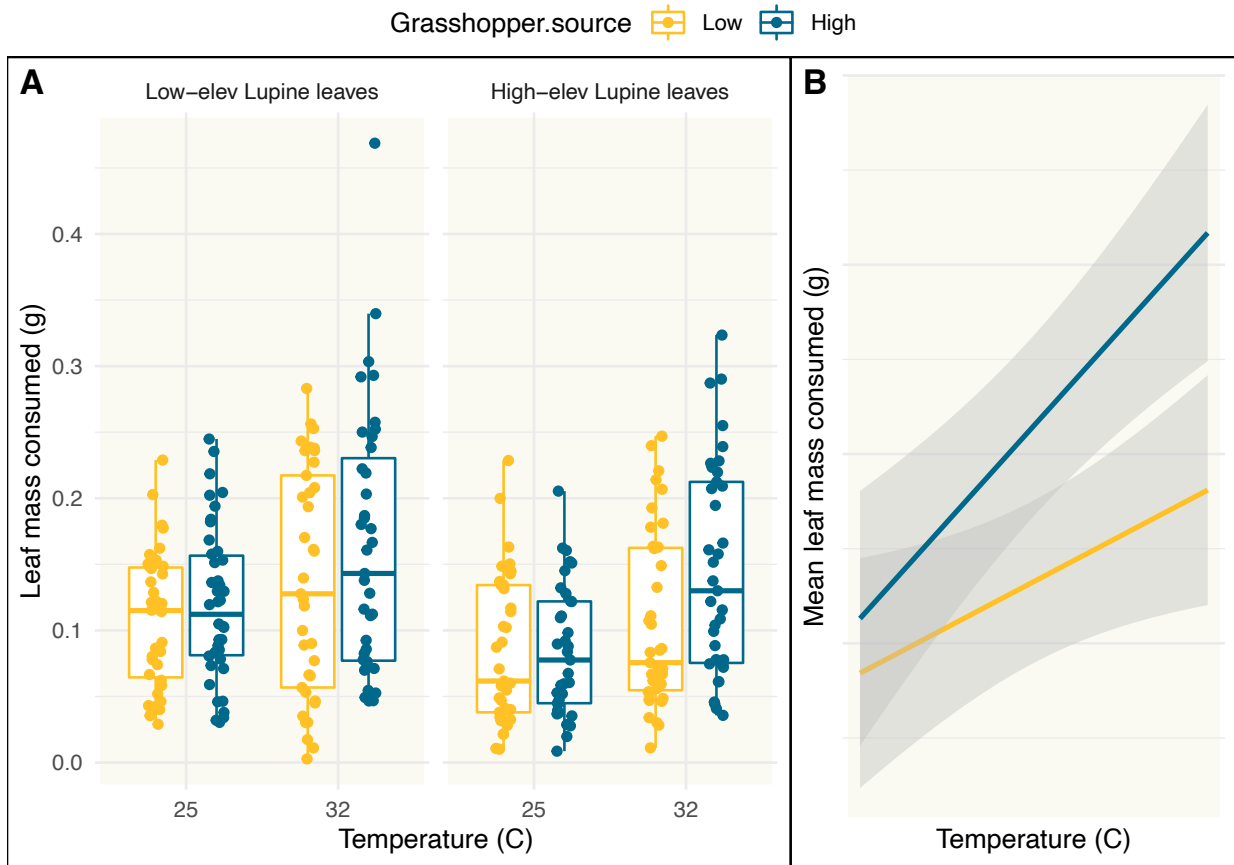 Grasshopper.source Low High
A
B
Low−elev Lupine leaves
High−elev Lupine leaves
Leaf mass consumed (g)
0.4
0.3
0.2
0.1
0.0
25 32 25 32
Temperature (C)
Mean leaf mass consumed (g)
Temperature (C)